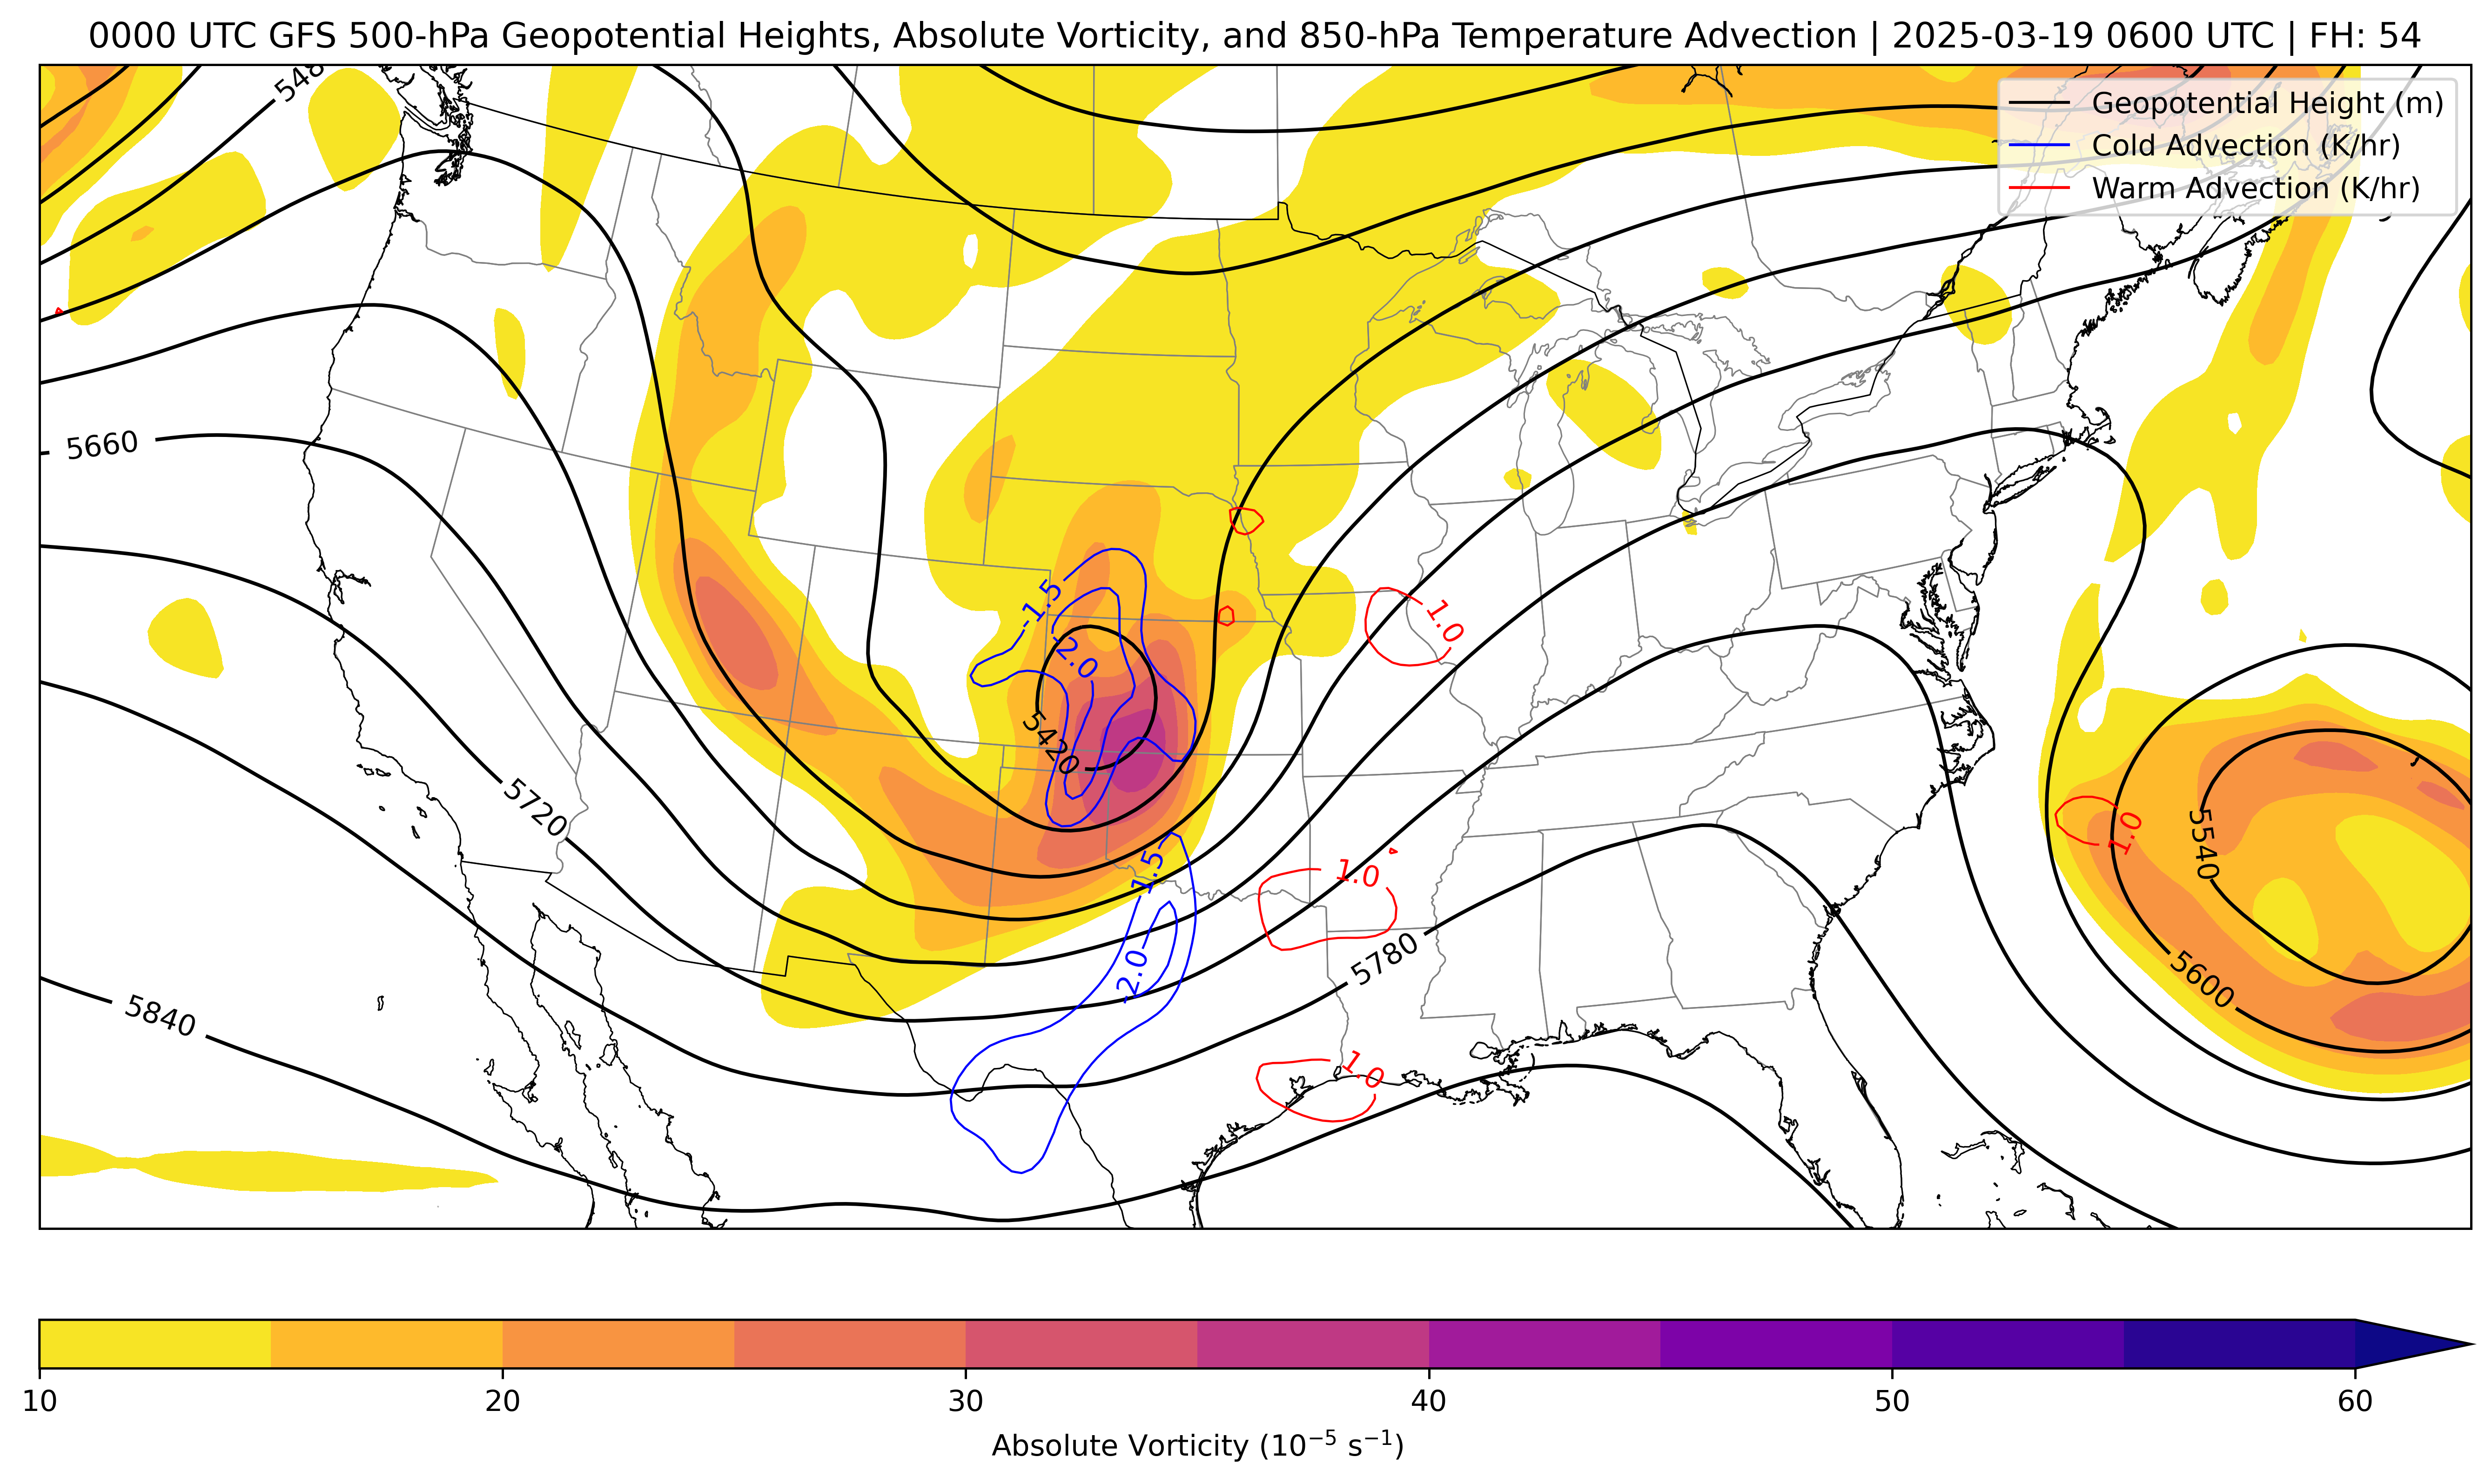 0000 UTC GFS 500-hPa Geopotential Heights, Absolute Vorticity, and 850-hPa Temperature Advection | 2025-03-19 0600 UTC | FH: 54
Geopotential Height (m)
Cold Advection (K/hr)
Warm Advection (K/hr)
5660
-1.5
-2.0
1.0
5420
5720
1.0
5540
1.0
-1.5
1.0
-2.0
5780
5600
5840
1.0
10 20 30 40 50 60
Absolute Vorticity (10⁻⁵ s⁻¹)